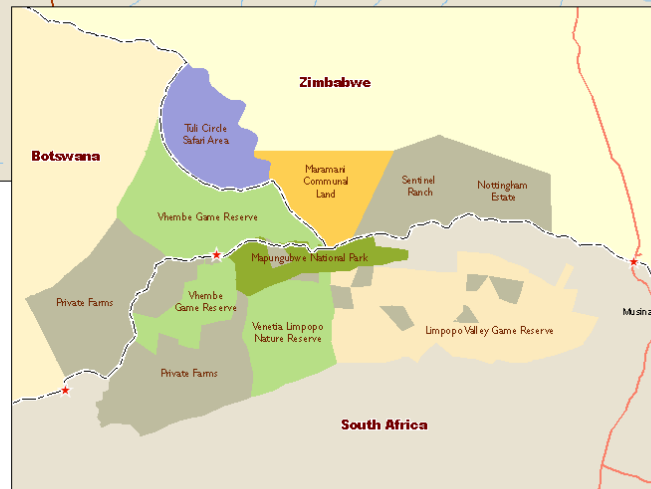 Zimbabwe
Tuli Circle
Safari Area
Botswana
Maramani
Communal
Land
Sentinel
Ranch
Nottingham
Estate
Vhembe Game Reserve
Mapungubwe National Park
Private Farms
Vhembe
Game Reserve
Musina
Venetia Limpopo
Nature Reserve
Limpopo Valley Game Reserve
Private Farms
South Africa